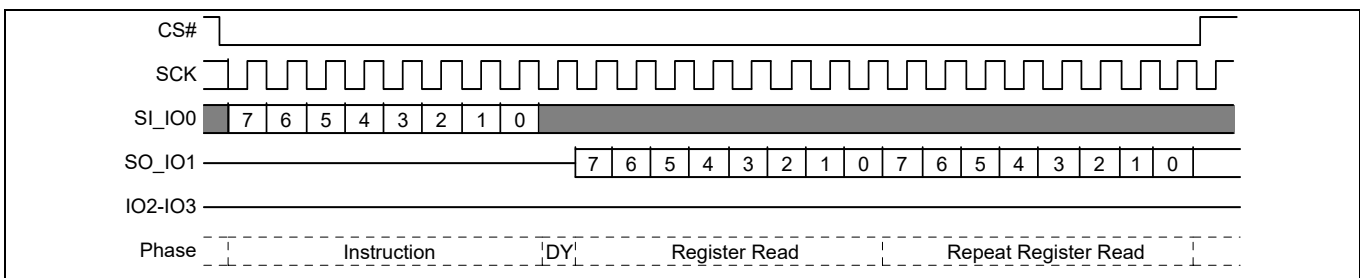 CS#
SCK
SI_IO0 7 6 5 4 3 2 1 0
SO_IO1 7 6 5 4 3 2 1 0 7 6 5 4 3 2 1 0
IO2-IO3
Phase Instruction DY Register Read Repeat Register Read